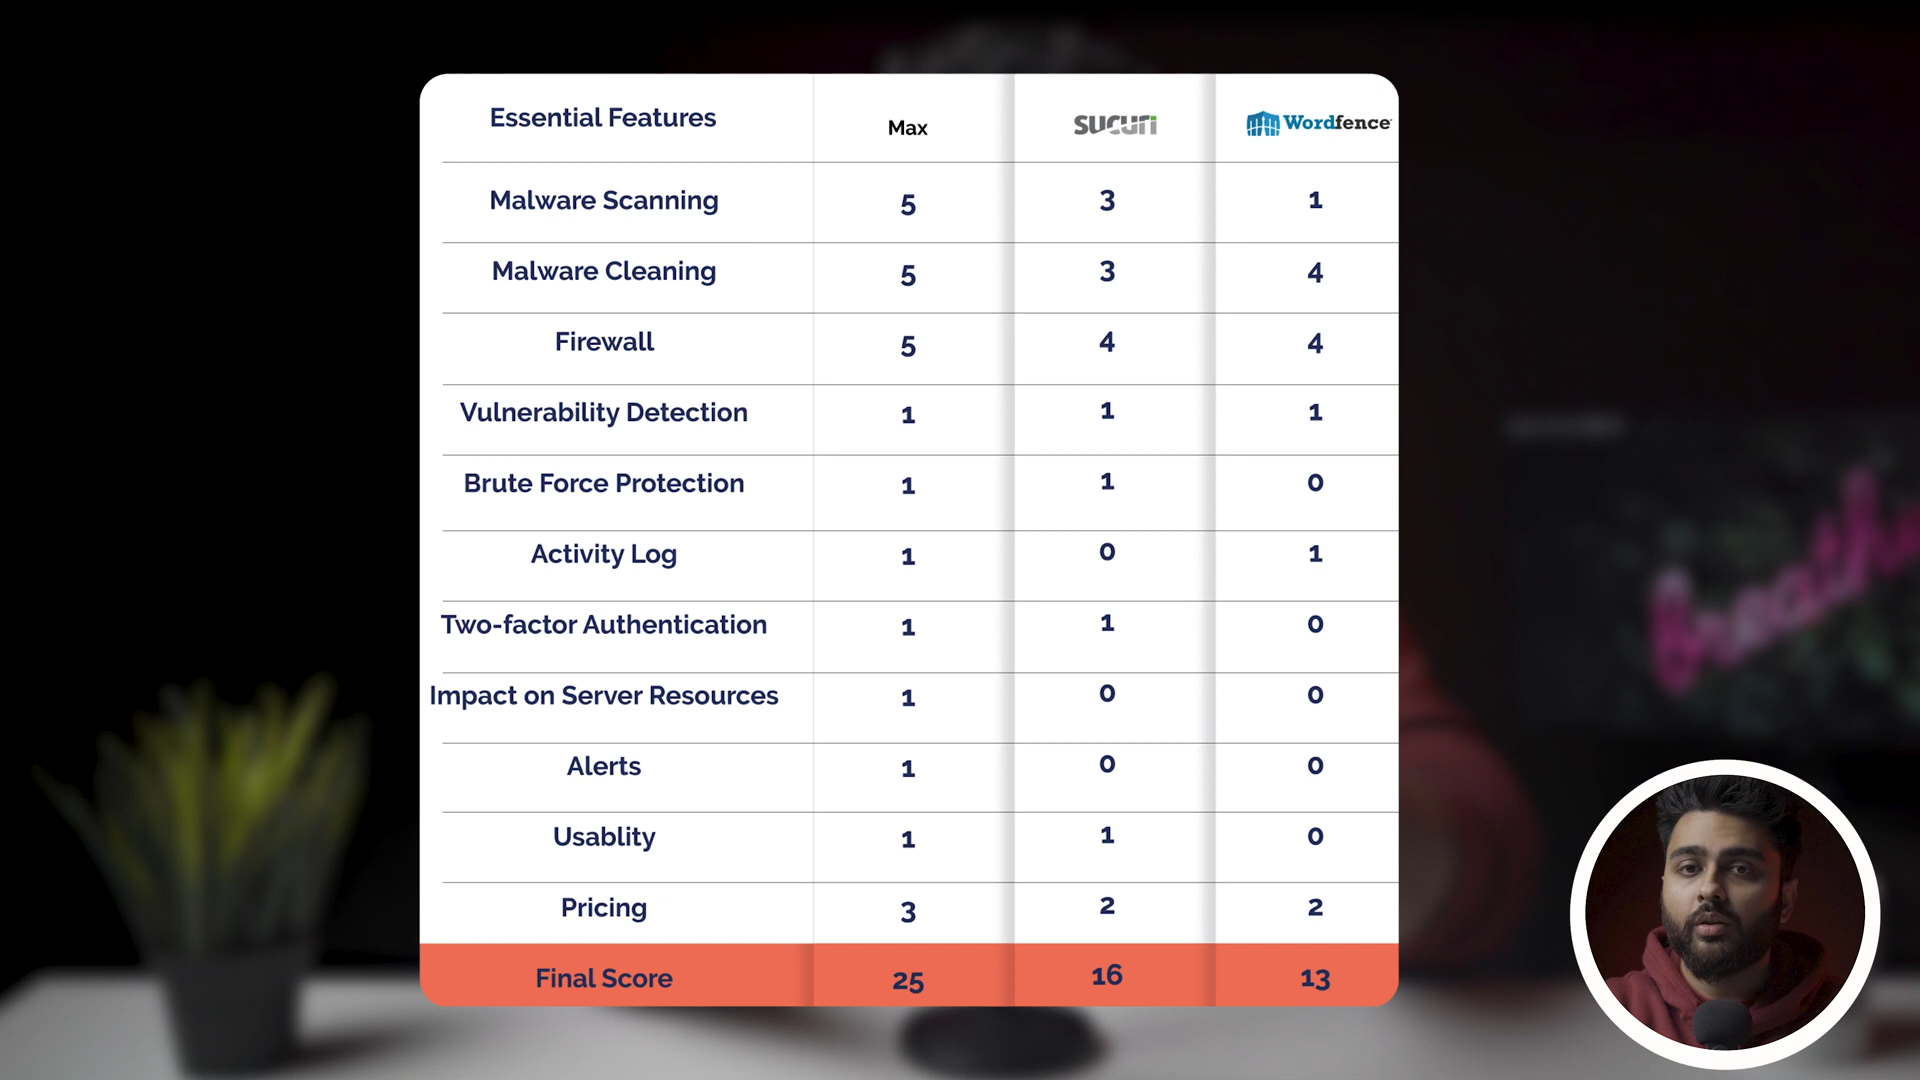 Essential Features Max SUCURI Wordfence
Malware Scanning 5 3 1
Malware Cleaning 5 3 4
Firewall 5 4 4
Vulnerability Detection 1 1 1
Brute Force Protection 1 1 0
Activity Log 1 0 1
Two-factor Authentication 1 1 0
Impact on Server Resources 1 0 0
Alerts 1 0 0
Usablity 1 1 0
Pricing 3 2 2
Final Score 25 16 13
breathe